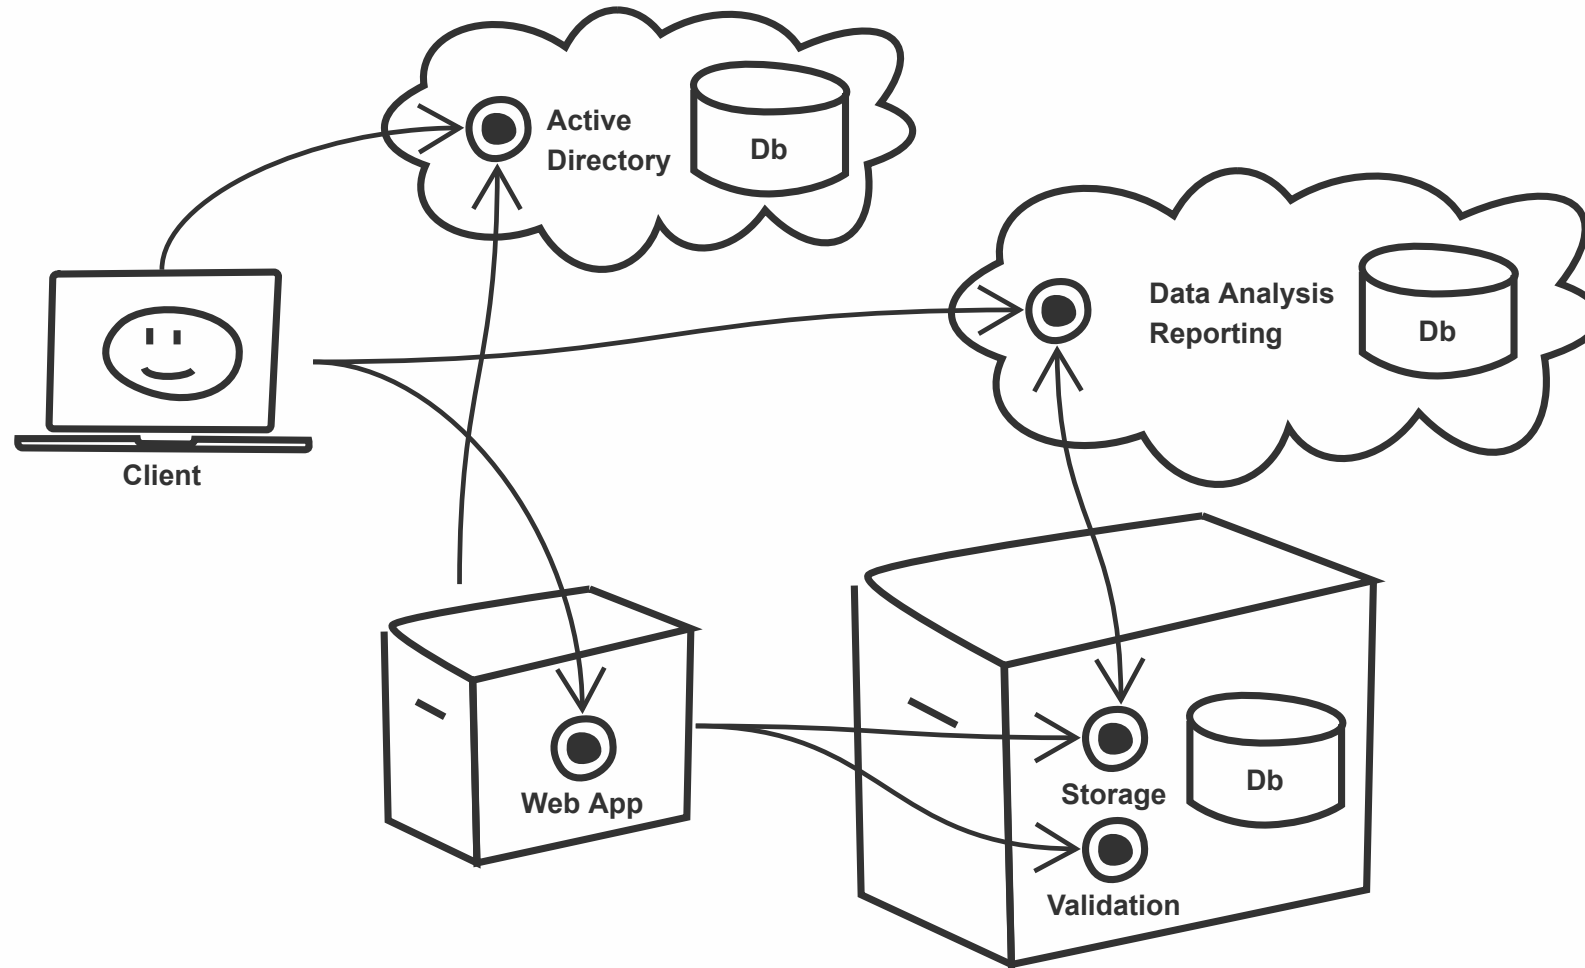 Active
Directory
Db
Data Analysis
Reporting
Db
Client
Web App
Storage
Db
Validation